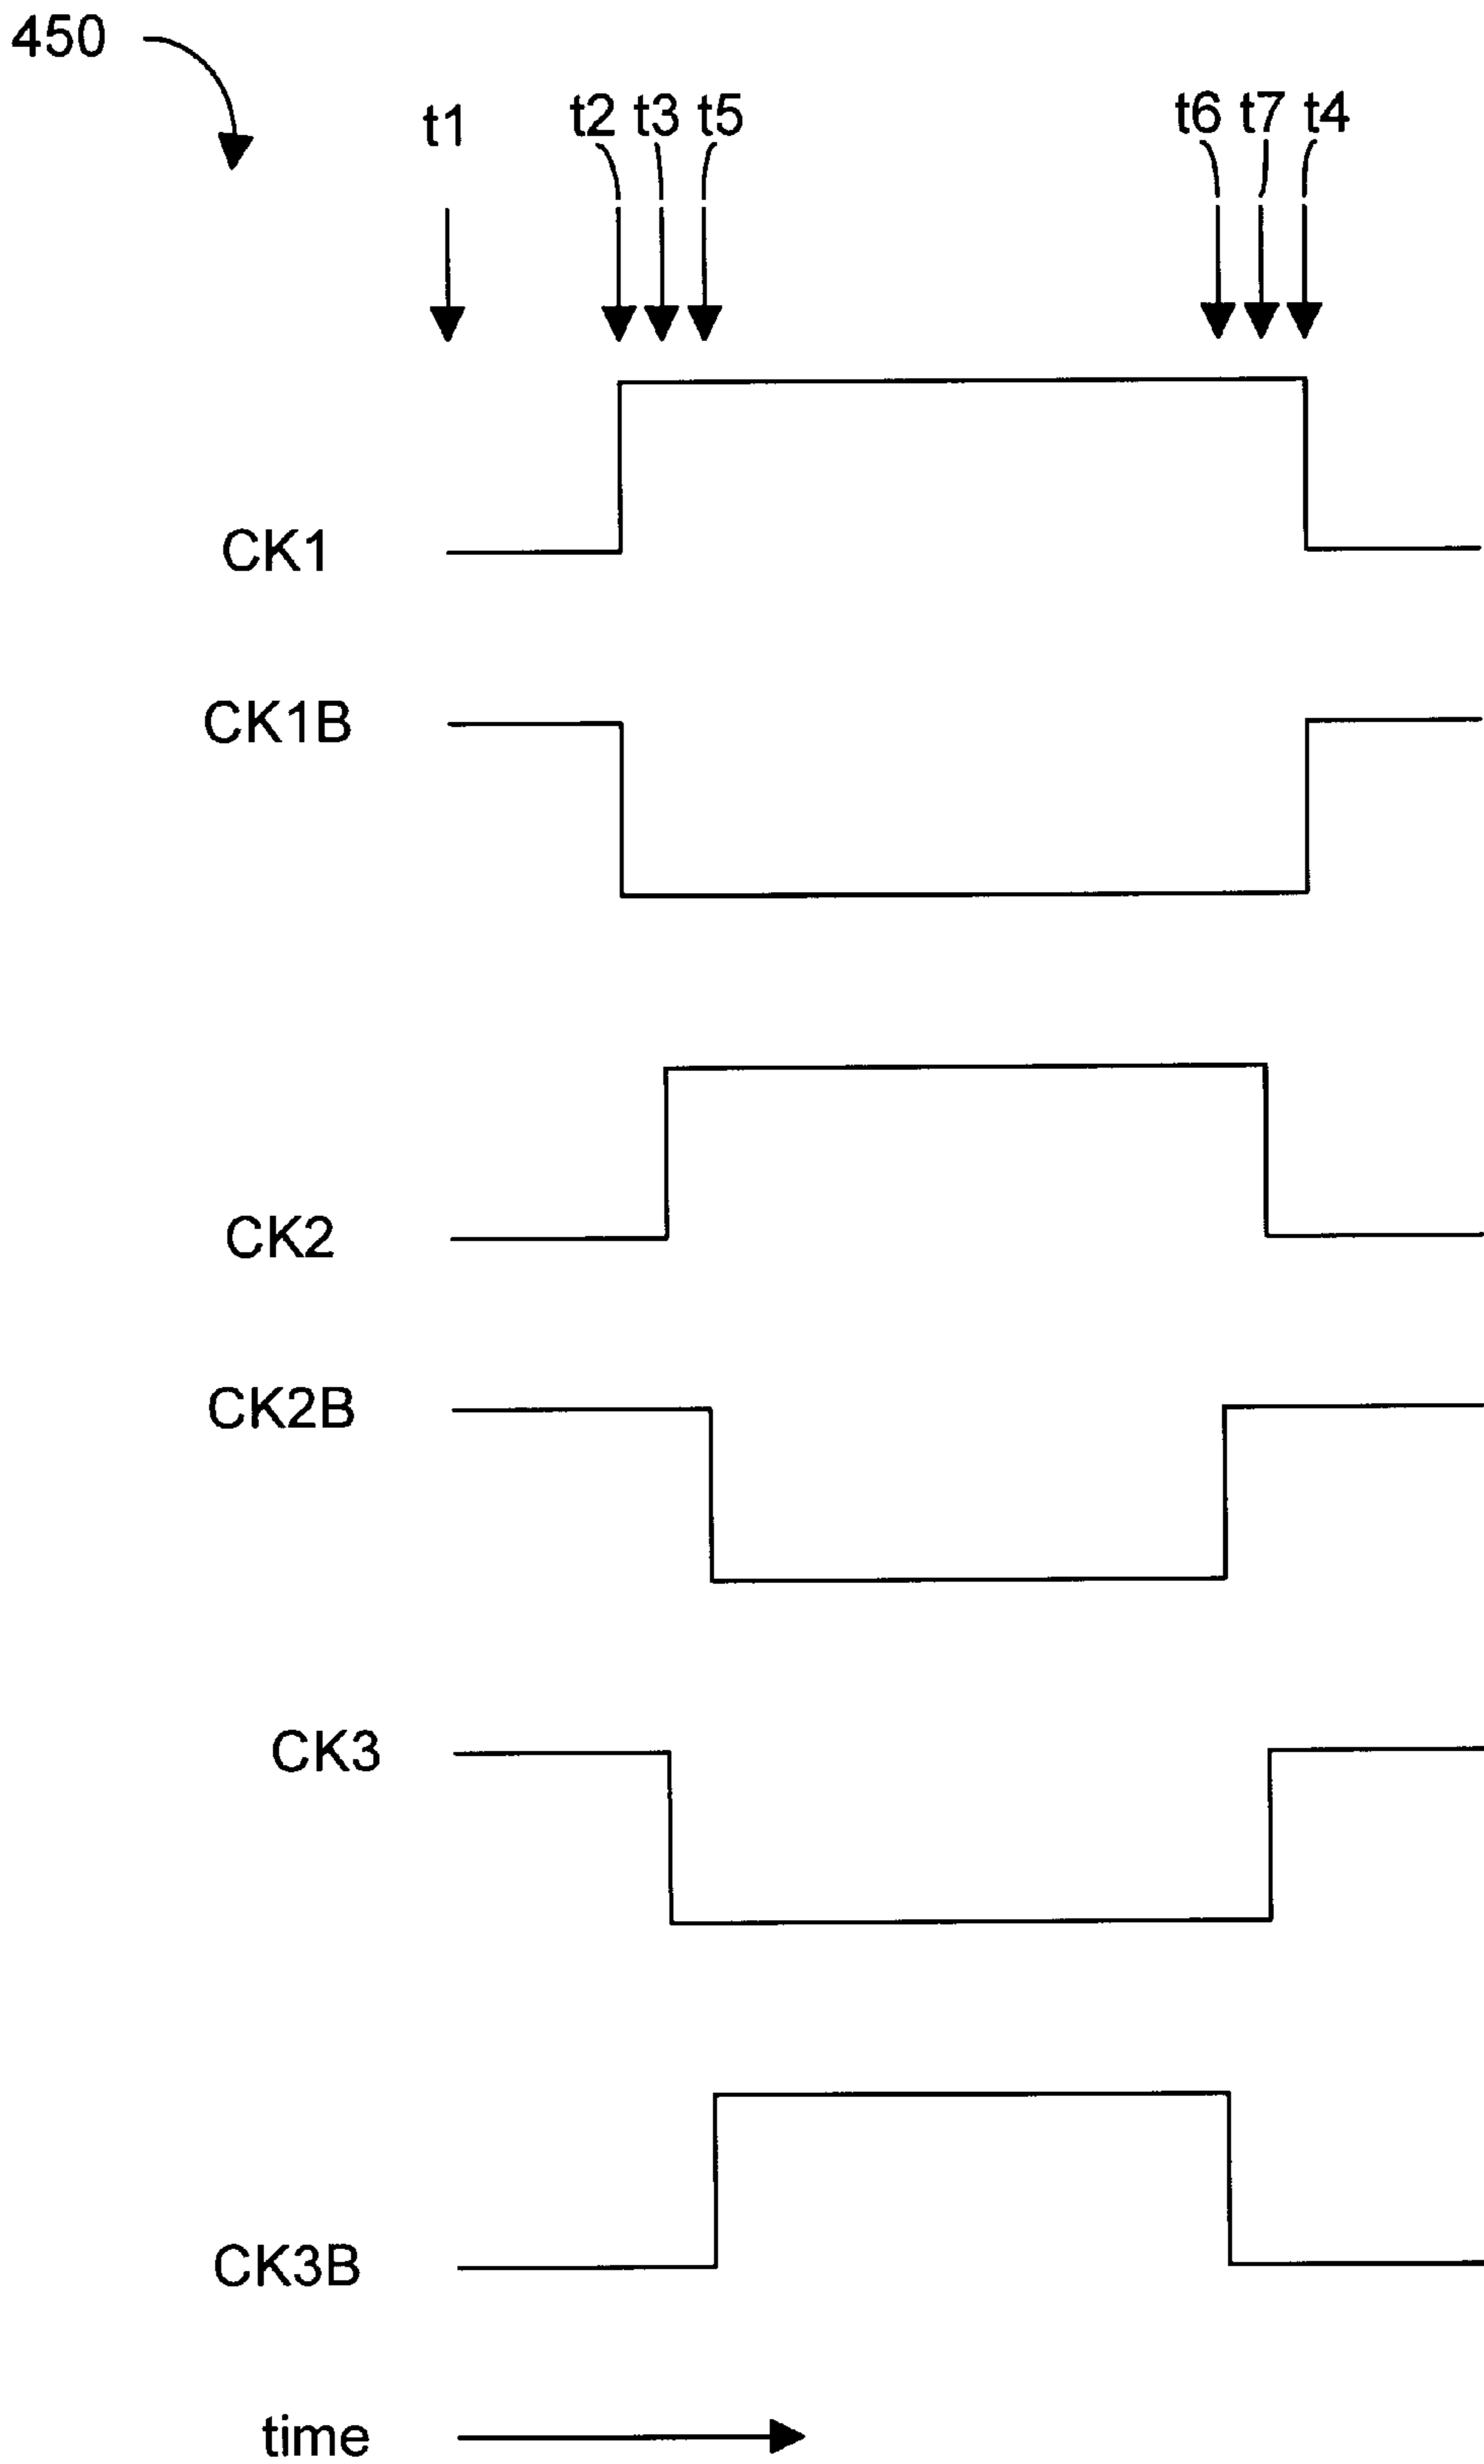 450
t1 t2 t3 t5 t6 t7 t4
CK1
CK1B
CK2
CK2B
CK3
CK3B
time